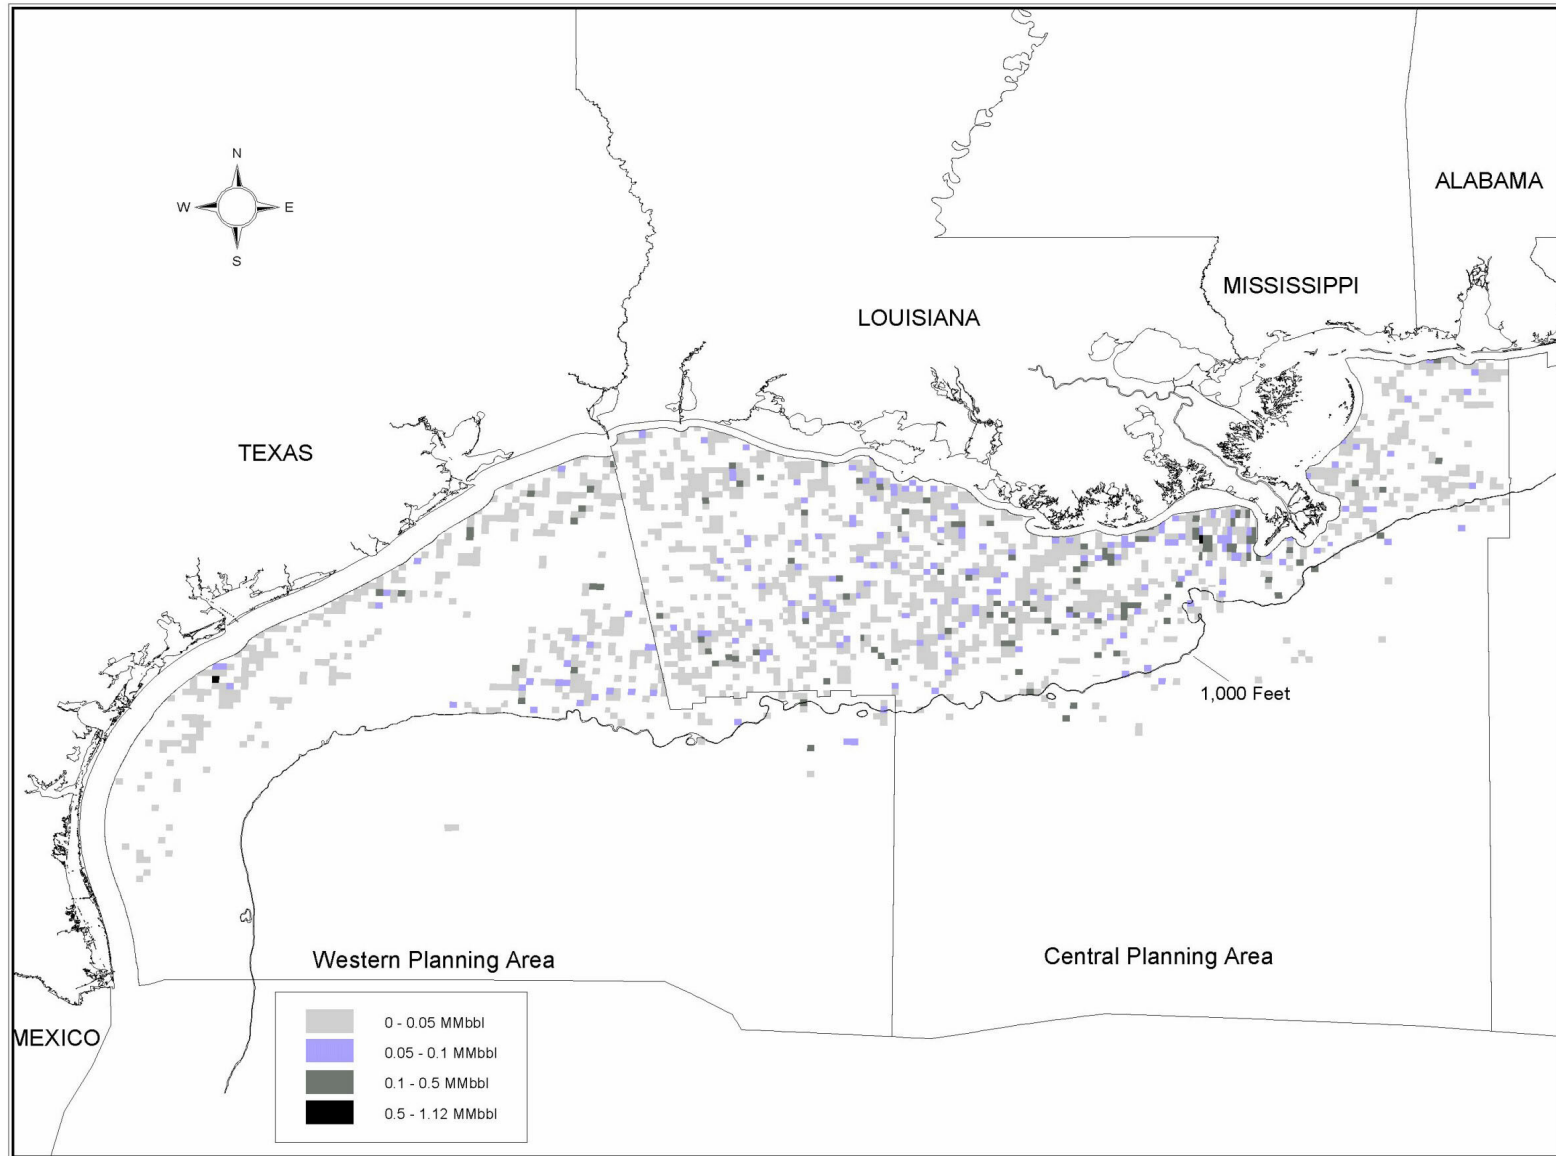 N
W E
S
ALABAMA
MISSISSIPPI
LOUISIANA
TEXAS
1,000 Feet
Western Planning Area
Central Planning Area
MEXICO
0 - 0.05 MMbbl
0.05 - 0.1 MMbbl
0.1 - 0.5 MMbbl
0.5 - 1.12 MMbbl